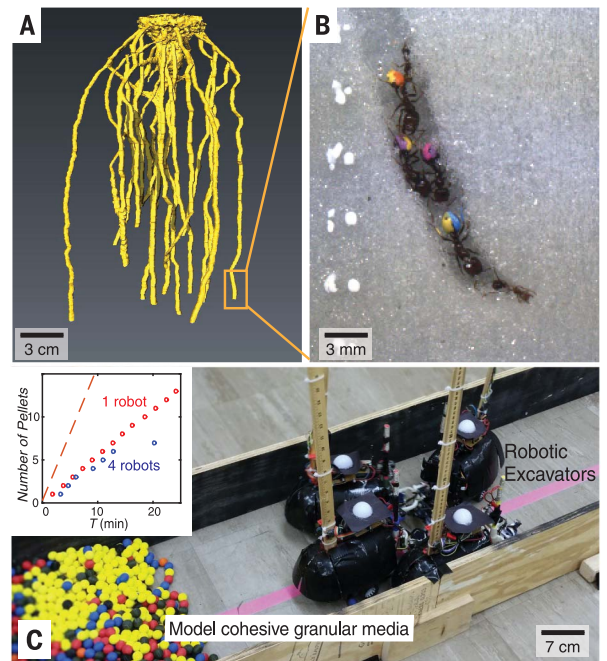 A
3 cm
B
3 mm
Number of Pellets
10
5
0
0
10
20
T (min)
1 robot
4 robots
Robotic
Excavators
Model cohesive granular media
C
7 cm